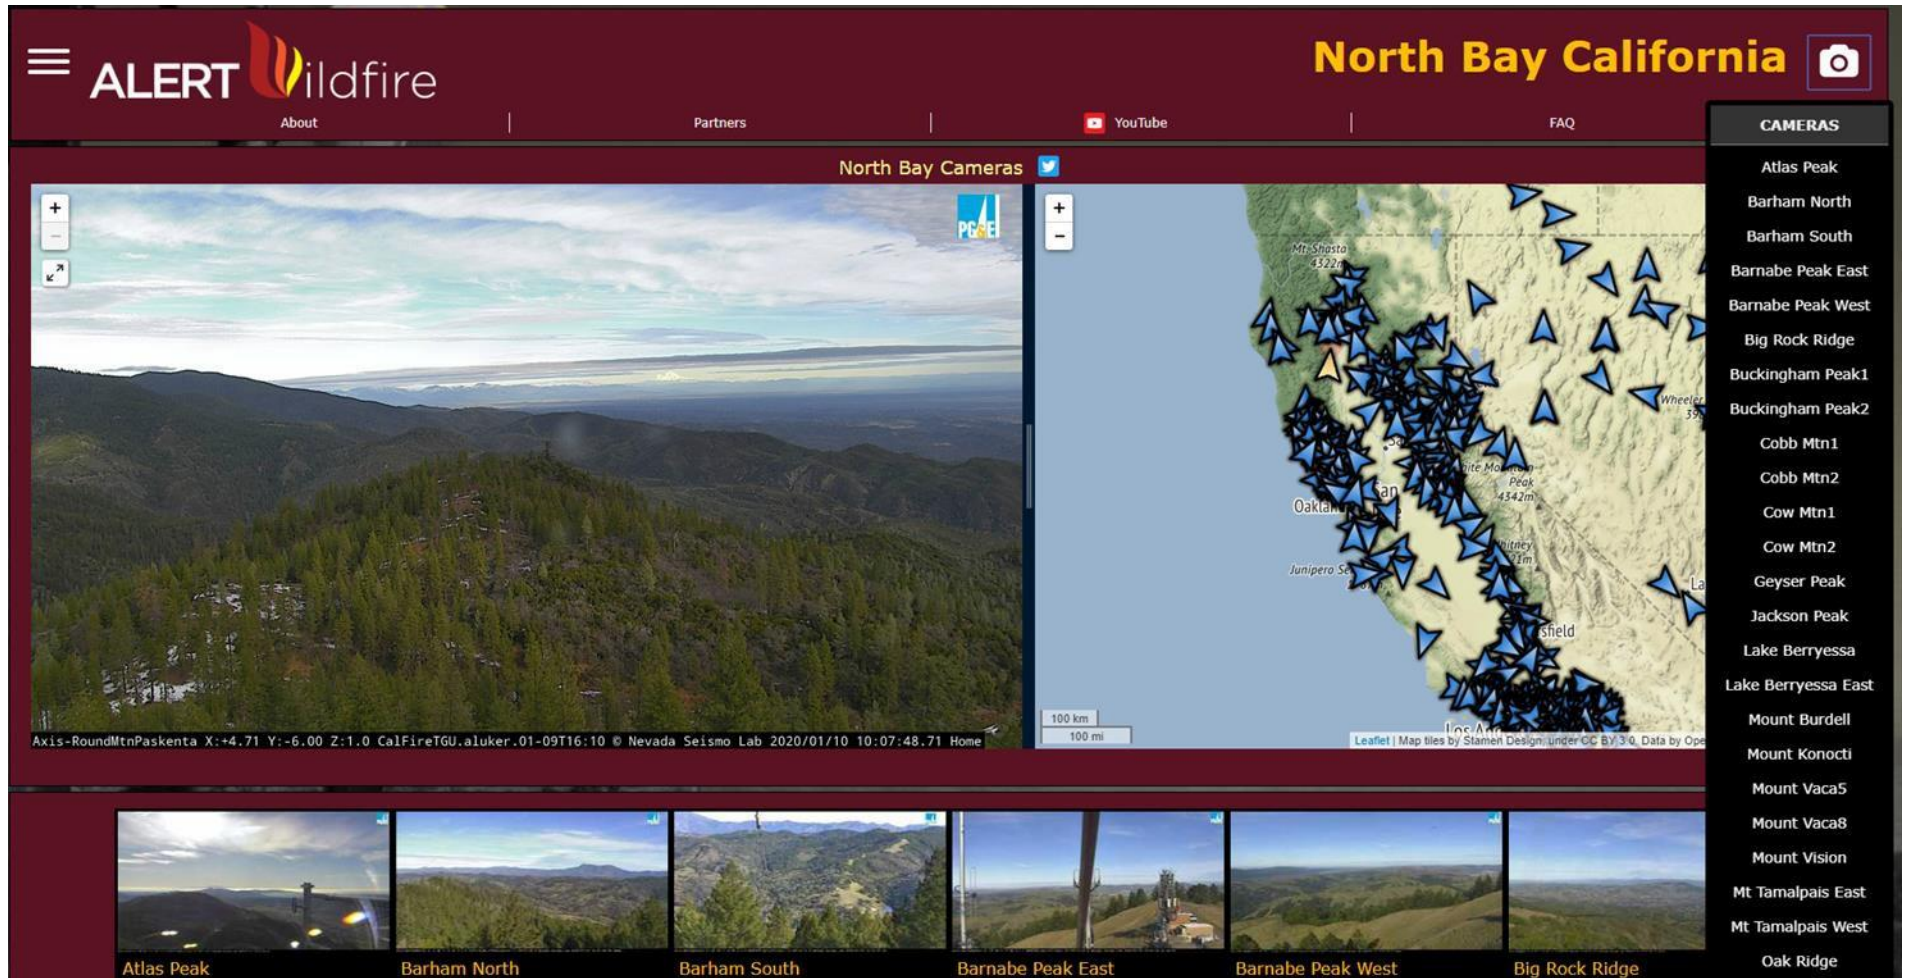 ALERT Wildfire
North Bay California
About
Partners
YouTube
FAQ
CAMERAS
North Bay Cameras
Atlas Peak
Barham North
Barham South
Barnabe Peak East
Barnabe Peak West
Big Rock Ridge
Buckingham Peak1
Buckingham Peak2
Cobb Mtn1
Cobb Mtn2
Cow Mtn1
Cow Mtn2
Geyser Peak
Jackson Peak
Lake Berryessa
Lake Berryessa East
Mount Burdell
Mount Konocti
Mount Vaca5
Mount Vaca8
Mount Vision
Mt Tamalpais East
Mt Tamalpais West
Oak Ridge
+
−
PG&E
Axis-RoundMtnPaskenta X:+4.71 Y:-6.00 Z:1.0 CalFireTGU.aluker.01-09T16:10 © Nevada Seismo Lab 2020/01/10 10:07:48.71 Home
+
−
Mt Shasta
4322m
Wheeler
Peak
4342m
San
Junipero Se
sfield
100 km
100 mi
Leaflet | Map tiles by Stamen Design, under CC BY 3.0. Data by Ope
Atlas Peak
Barham North
Barham South
Barnabe Peak East
Barnabe Peak West
Big Rock Ridge